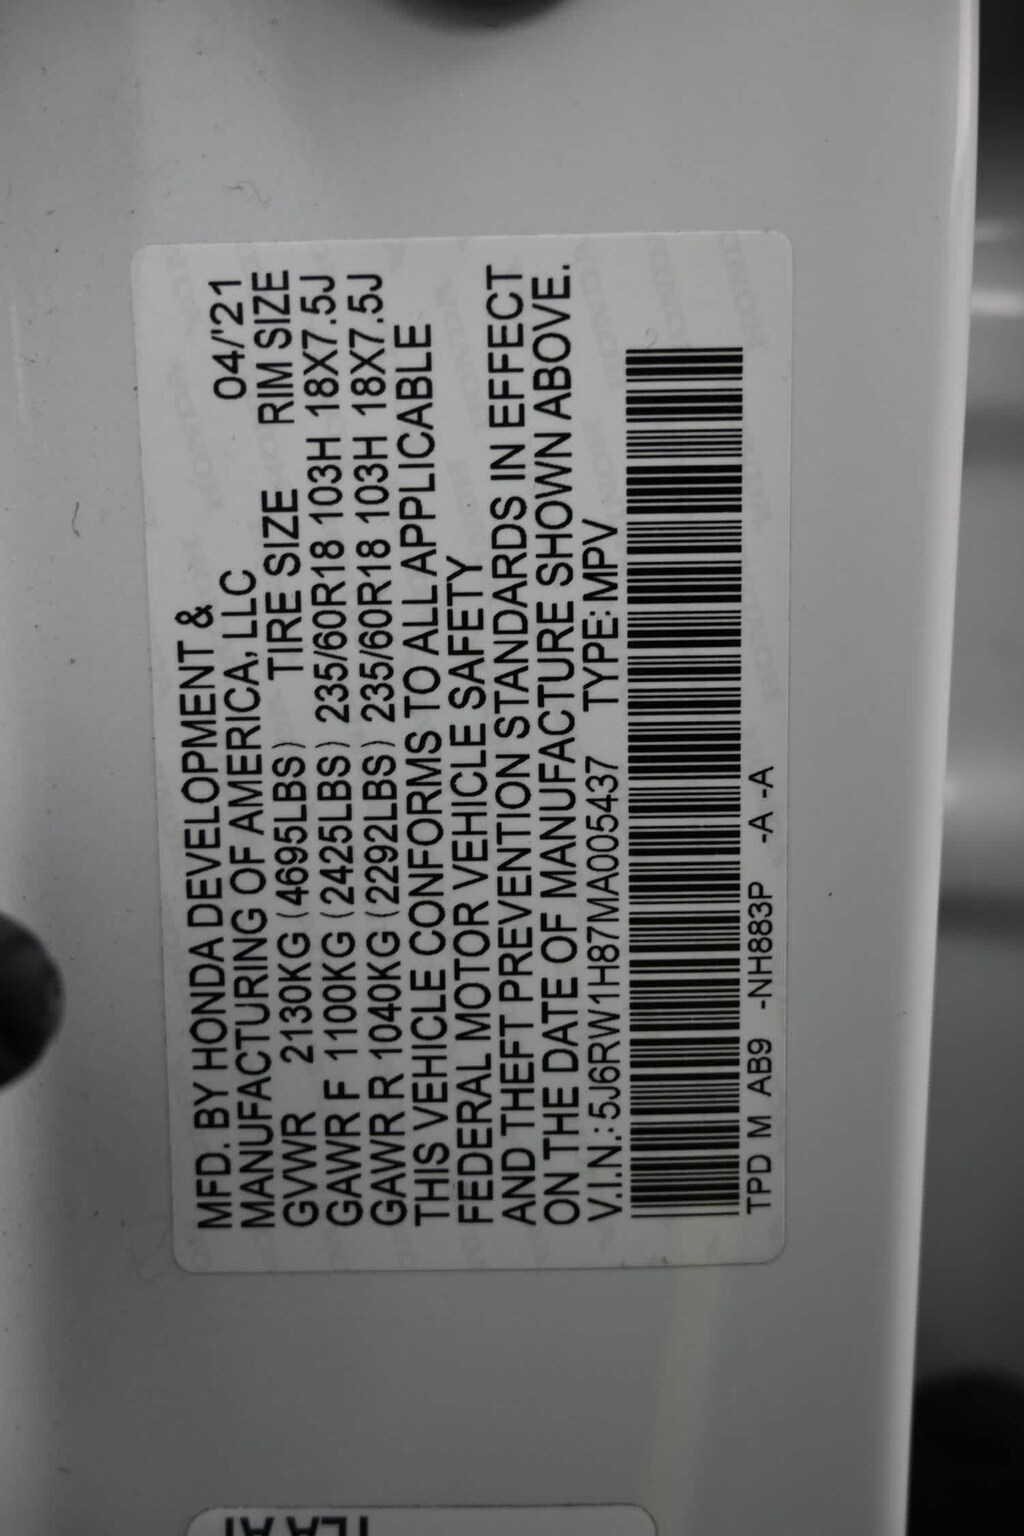 MFD. BY HONDA DEVELOPMENT &
MANUFACTURING OF AMERICA, LLC 04/'21
GVWR 2130KG (4695LBS) TIRE SIZE RIM SIZE
GAWR F 1100KG (2425LBS) 235/60R18 103H 18X7.5J
GAWR R 1040KG (2292LBS) 235/60R18 103H 18X7.5J
THIS VEHICLE CONFORMS TO ALL APPLICABLE
FEDERAL MOTOR VEHICLE SAFETY
AND THEFT PREVENTION STANDARDS IN EFFECT
ON THE DATE OF MANUFACTURE SHOWN ABOVE.
V.I.N.: 5J6RW1H87MA005437 TYPE: MPV
TPD M AB9 -NH883P -A -A